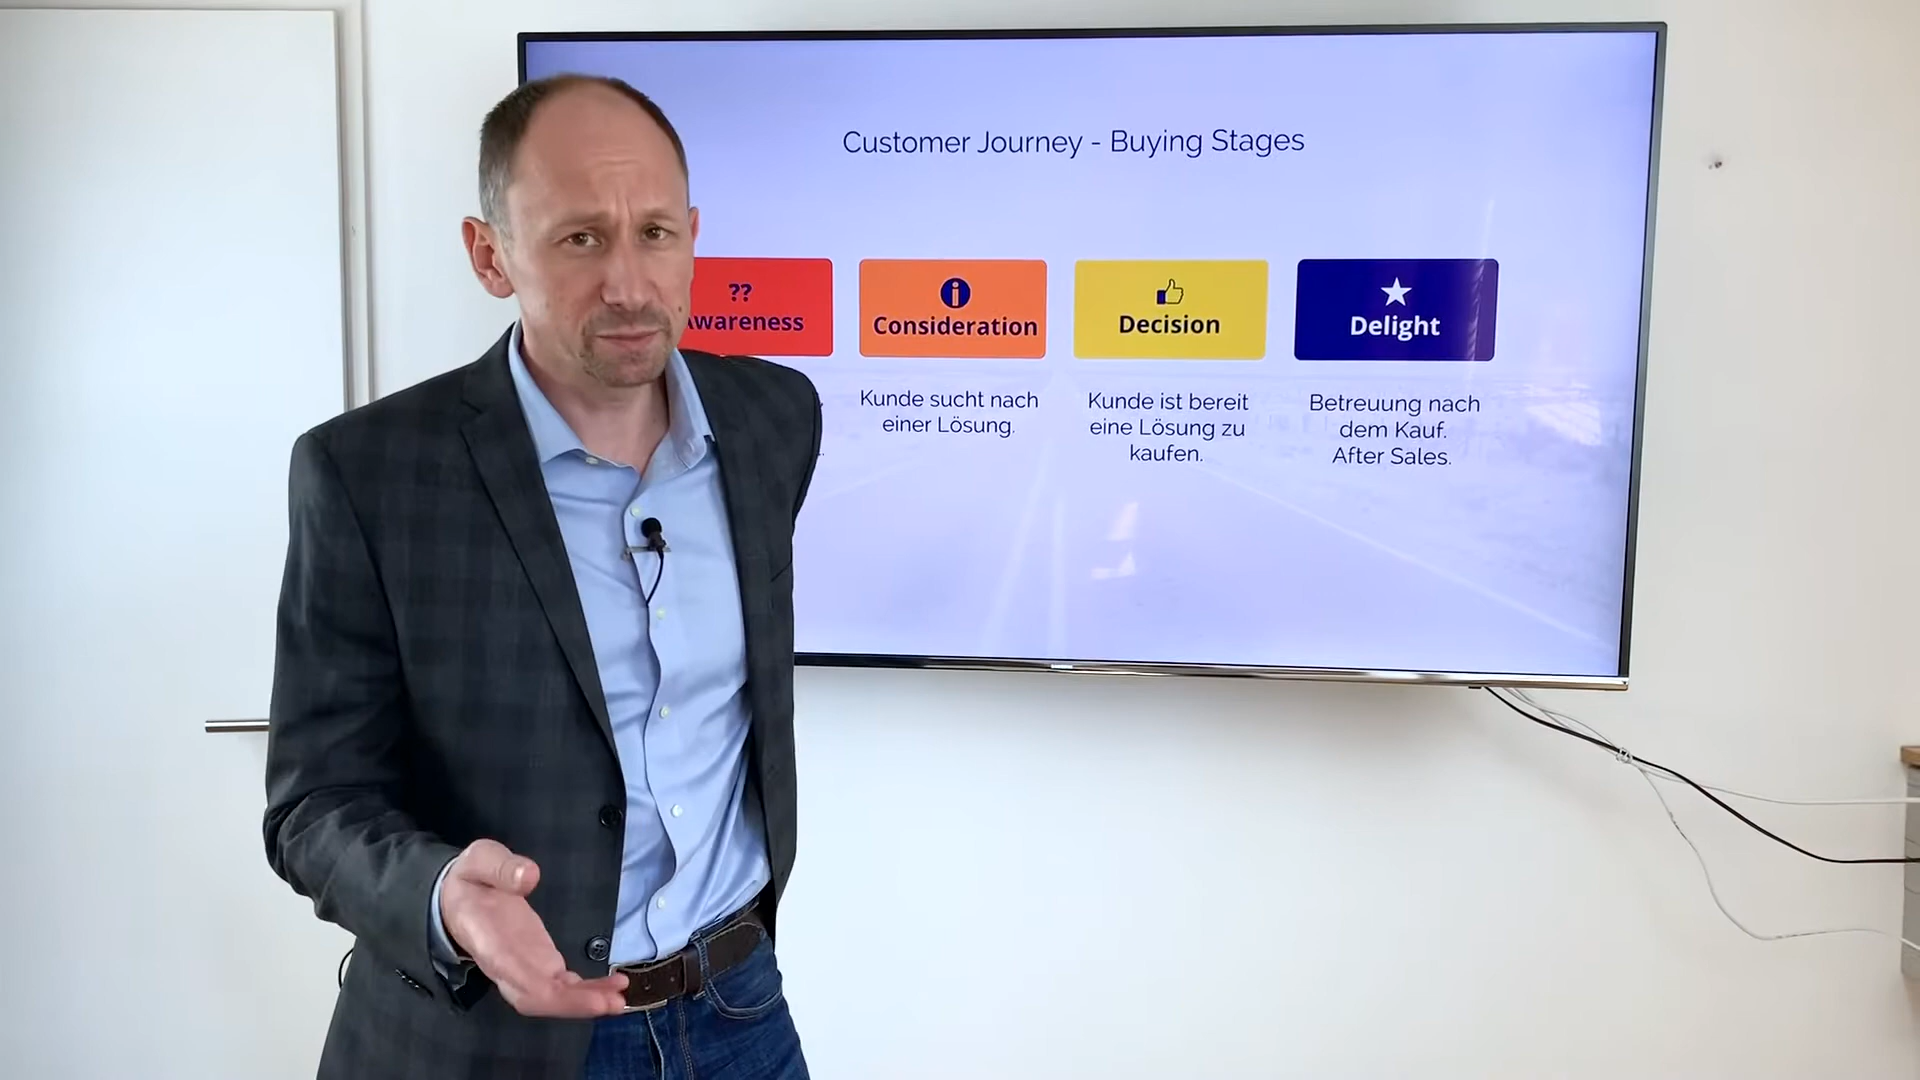 Customer Journey - Buying Stages
??
Awareness
Consideration
Decision
Delight
Kunde sucht nach
einer Lösung.
Kunde ist bereit
eine Lösung zu
kaufen.
Betreuung nach
dem Kauf.
After Sales.